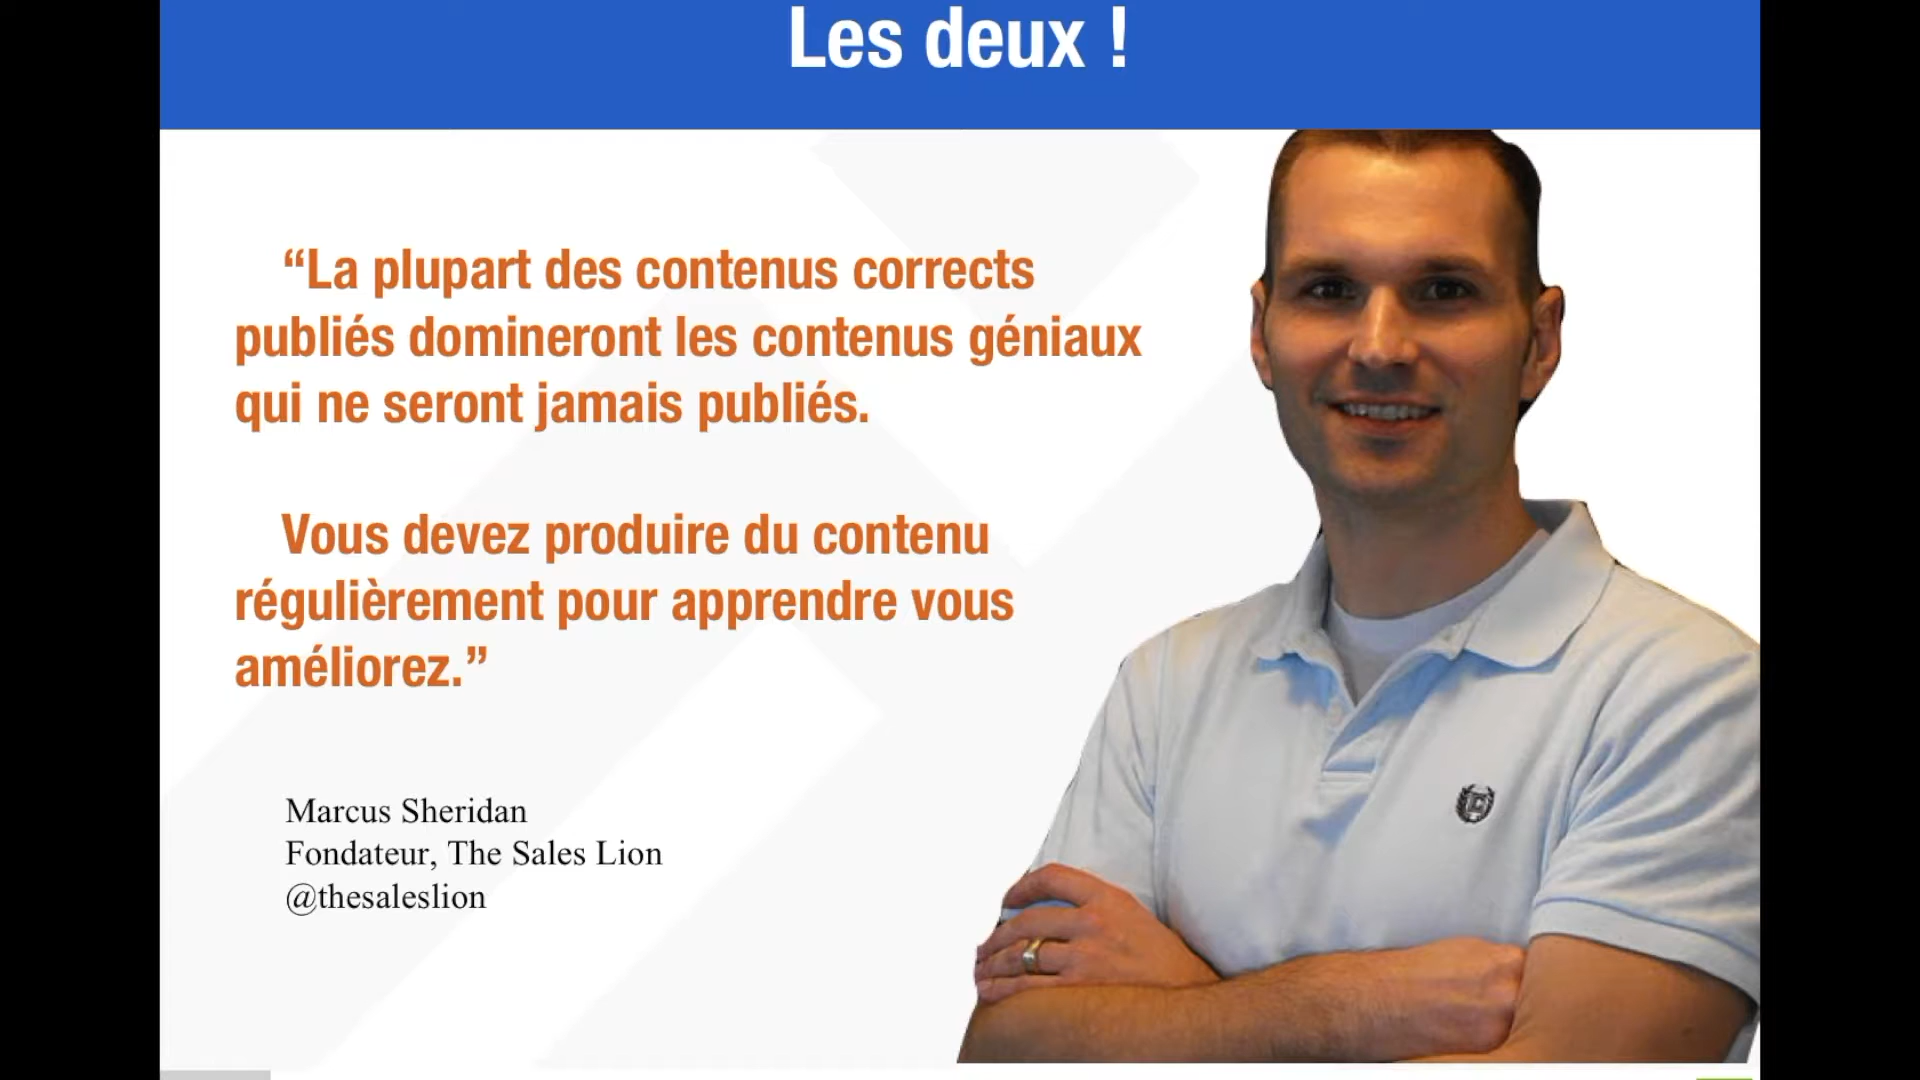 Les deux !
“La plupart des contenus corrects
publiés domineront les contenus géniaux
qui ne seront jamais publiés.
Vous devez produire du contenu
régulièrement pour apprendre vous
améliorez.”
Marcus Sheridan
Fondateur, The Sales Lion
@thesaleslion